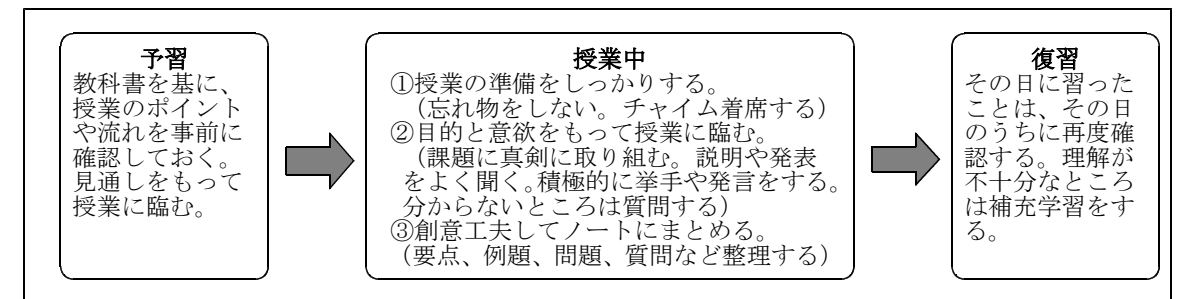 予習
教科書を基に、
授業のポイント
や流れを事前に
確認しておく。
見通しをもって
授業に臨む。
授業中
①授業の準備をしっかりする。
（忘れ物をしない。チャイム着席する）
②目的と意欲をもって授業に臨む。
（課題に真剣に取り組む。説明や発表
をよく聞く。積極的に挙手や発言をする。
分からないところは質問する）
③創意工夫してノートにまとめる。
（要点、例題、問題、質問など整理する）
復習
その日に習った
ことは、その日
のうちに再度確
認する。理解が
不十分なところ
は補充学習をす
る。